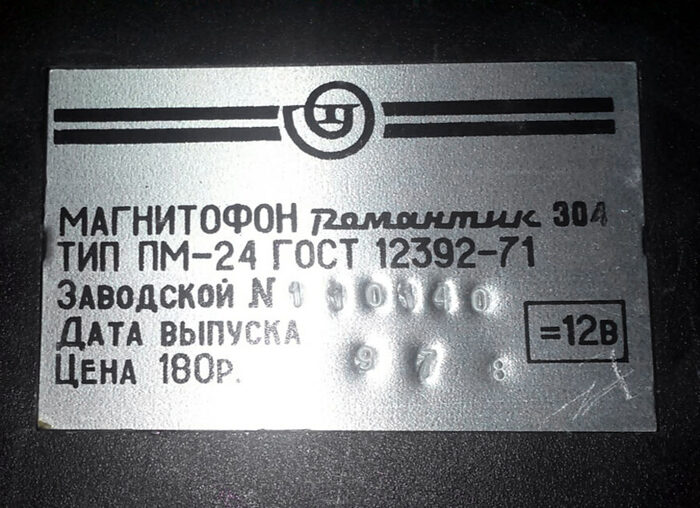 МАГНИТОФОН Романтик 304
ТИП ПМ-24 ГОСТ 12392-71
ЗАВОДСКОЙ N
ДАТА ВЫПУСКА 9 7 8
ЦЕНА 180р.
=12В